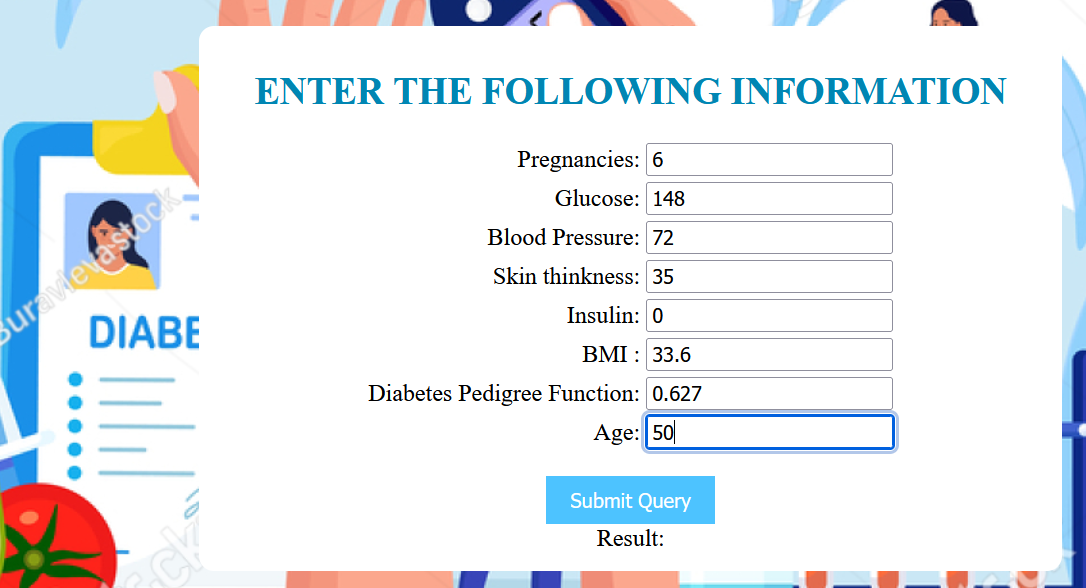 ENTER THE FOLLOWING INFORMATION
Pregnancies: 6
Glucose: 148
Blood Pressure: 72
Skin thinkness: 35
Insulin: 0
BMI : 33.6
Diabetes Pedigree Function: 0.627
Age: 50
Submit Query
Result:
DIABE